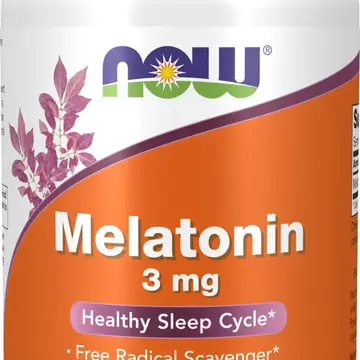 NOW®
Melatonin
3 mg
Healthy Sleep Cycle*
• Free Radical Scavenger*